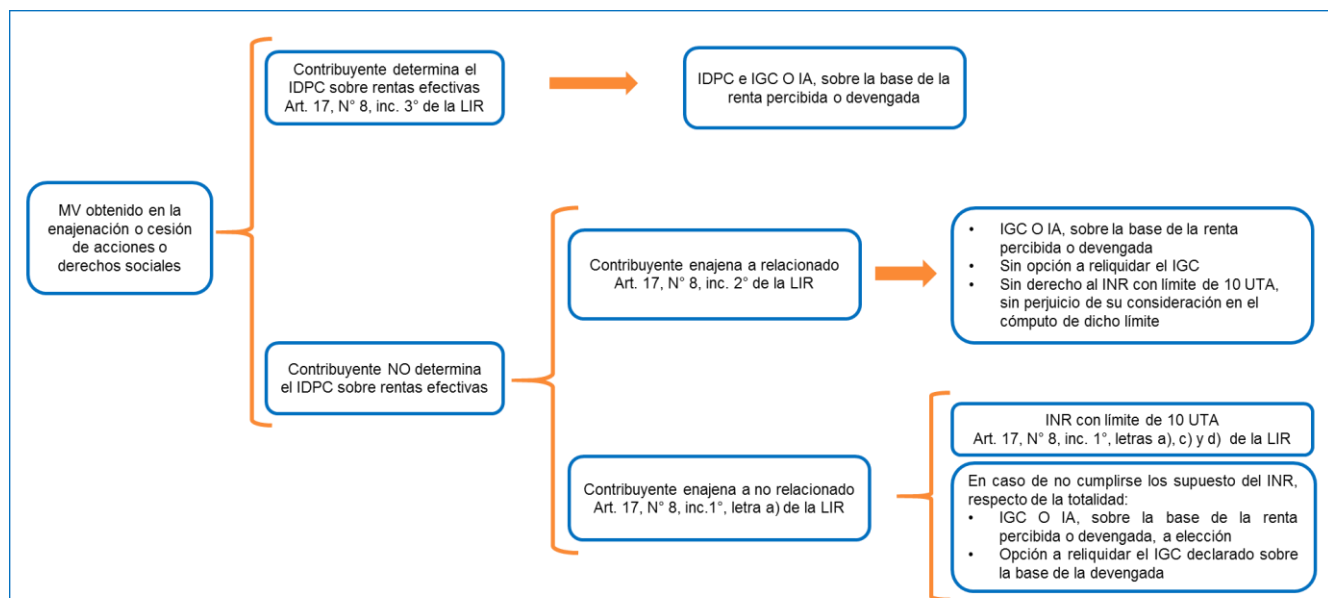 MV obtenido en la
enajenación o cesión
de acciones o
derechos sociales
Contribuyente determina el
IDPC sobre rentas efectivas
Art. 17, N° 8, inc. 3° de la LIR
IDPC e IGC O IA, sobre la base de la
renta percibida o devengada
Contribuyente NO determina
el IDPC sobre rentas efectivas
Contribuyente enajena a relacionado
Art. 17, N° 8, inc. 2° de la LIR
• IGC O IA, sobre la base de la renta
percibida o devengada
• Sin opción a reliquidar el IGC
• Sin derecho al INR con límite de 10 UTA,
sin perjuicio de su consideración en el
cómputo de dicho límite
Contribuyente enajena a no relacionado
Art. 17, N° 8, inc.1°, letra a) de la LIR
INR con límite de 10 UTA
Art. 17, N° 8, inc. 1°, letras a), c) y d) de la LIR
En caso de no cumplirse los supuesto del INR,
respecto de la totalidad:
• IGC O IA, sobre la base de la renta
percibida o devengada, a elección
• Opción a reliquidar el IGC declarado sobre
la base de la devengada